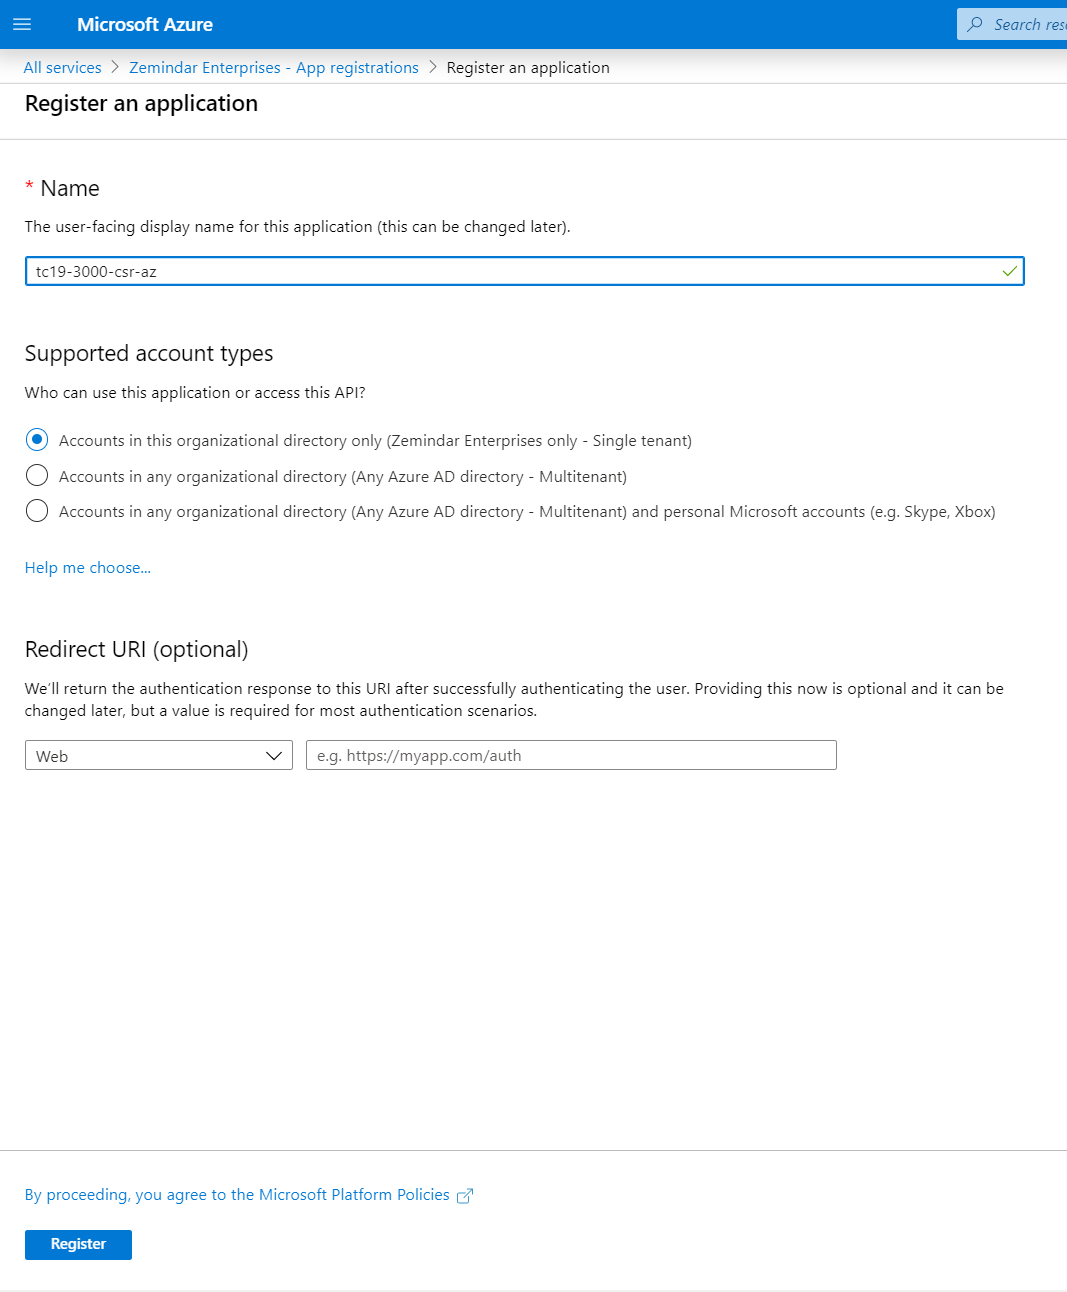 Microsoft Azure
Search res
All services > Zemindar Enterprises - App registrations > Register an application
Register an application
* Name
The user-facing display name for this application (this can be changed later).
tc19-3000-csr-az
Supported account types
Who can use this application or access this API?
Accounts in this organizational directory only (Zemindar Enterprises only - Single tenant)
Accounts in any organizational directory (Any Azure AD directory - Multitenant)
Accounts in any organizational directory (Any Azure AD directory - Multitenant) and personal Microsoft accounts (e.g. Skype, Xbox)
Help me choose...
Redirect URI (optional)
We'll return the authentication response to this URI after successfully authenticating the user. Providing this now is optional and it can be
changed later, but a value is required for most authentication scenarios.
Web
e.g. https://myapp.com/auth
By proceeding, you agree to the Microsoft Platform Policies
Register